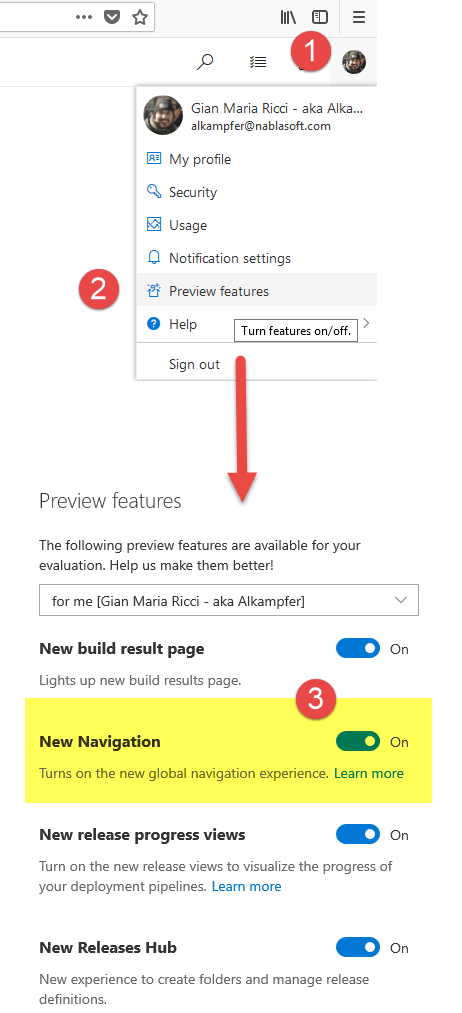 1
Gian Maria Ricci - aka Alka...
alkampfer@nablasoft.com
My profile
Security
Usage
Notification settings
2
Preview features
Help
Turn features on/off.
Sign out
Preview features
The following preview features are available for your
evaluation. Help us make them better!
for me [Gian Maria Ricci - aka Alkampfer]
New build result page
On
Lights up new build results page.
3
New Navigation
On
Turns on the new global navigation experience. Learn more
New release progress views
On
Turn on the new release views to visualize the progress of
your deployment pipelines. Learn more
New Releases Hub
On
New experience to create folders and manage release
definitions.